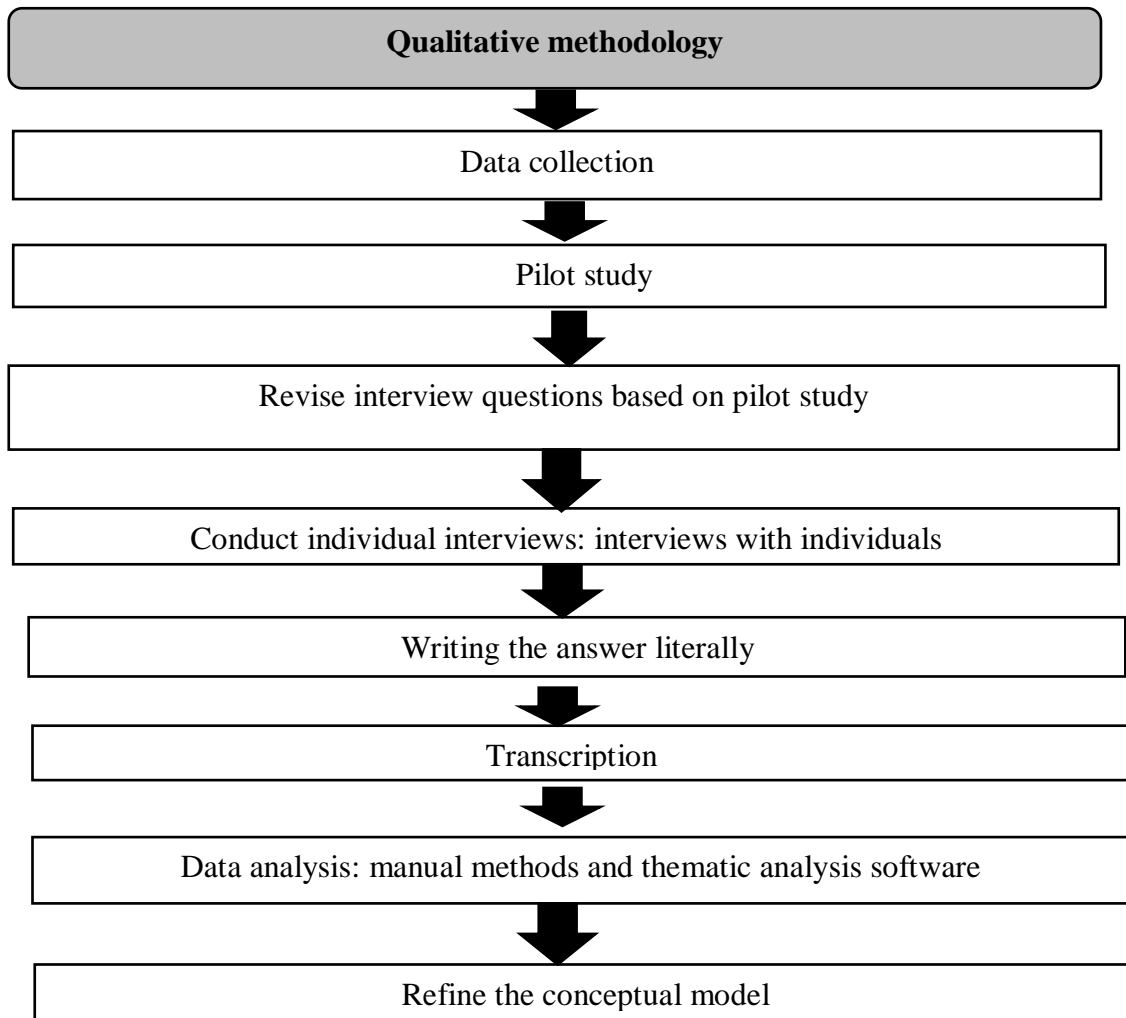 Qualitative methodology
Data collection
Pilot study
Revise interview questions based on pilot study
Conduct individual interviews: interviews with individuals
Writing the answer literally
Transcription
Data analysis: manual methods and thematic analysis software
Refine the conceptual model